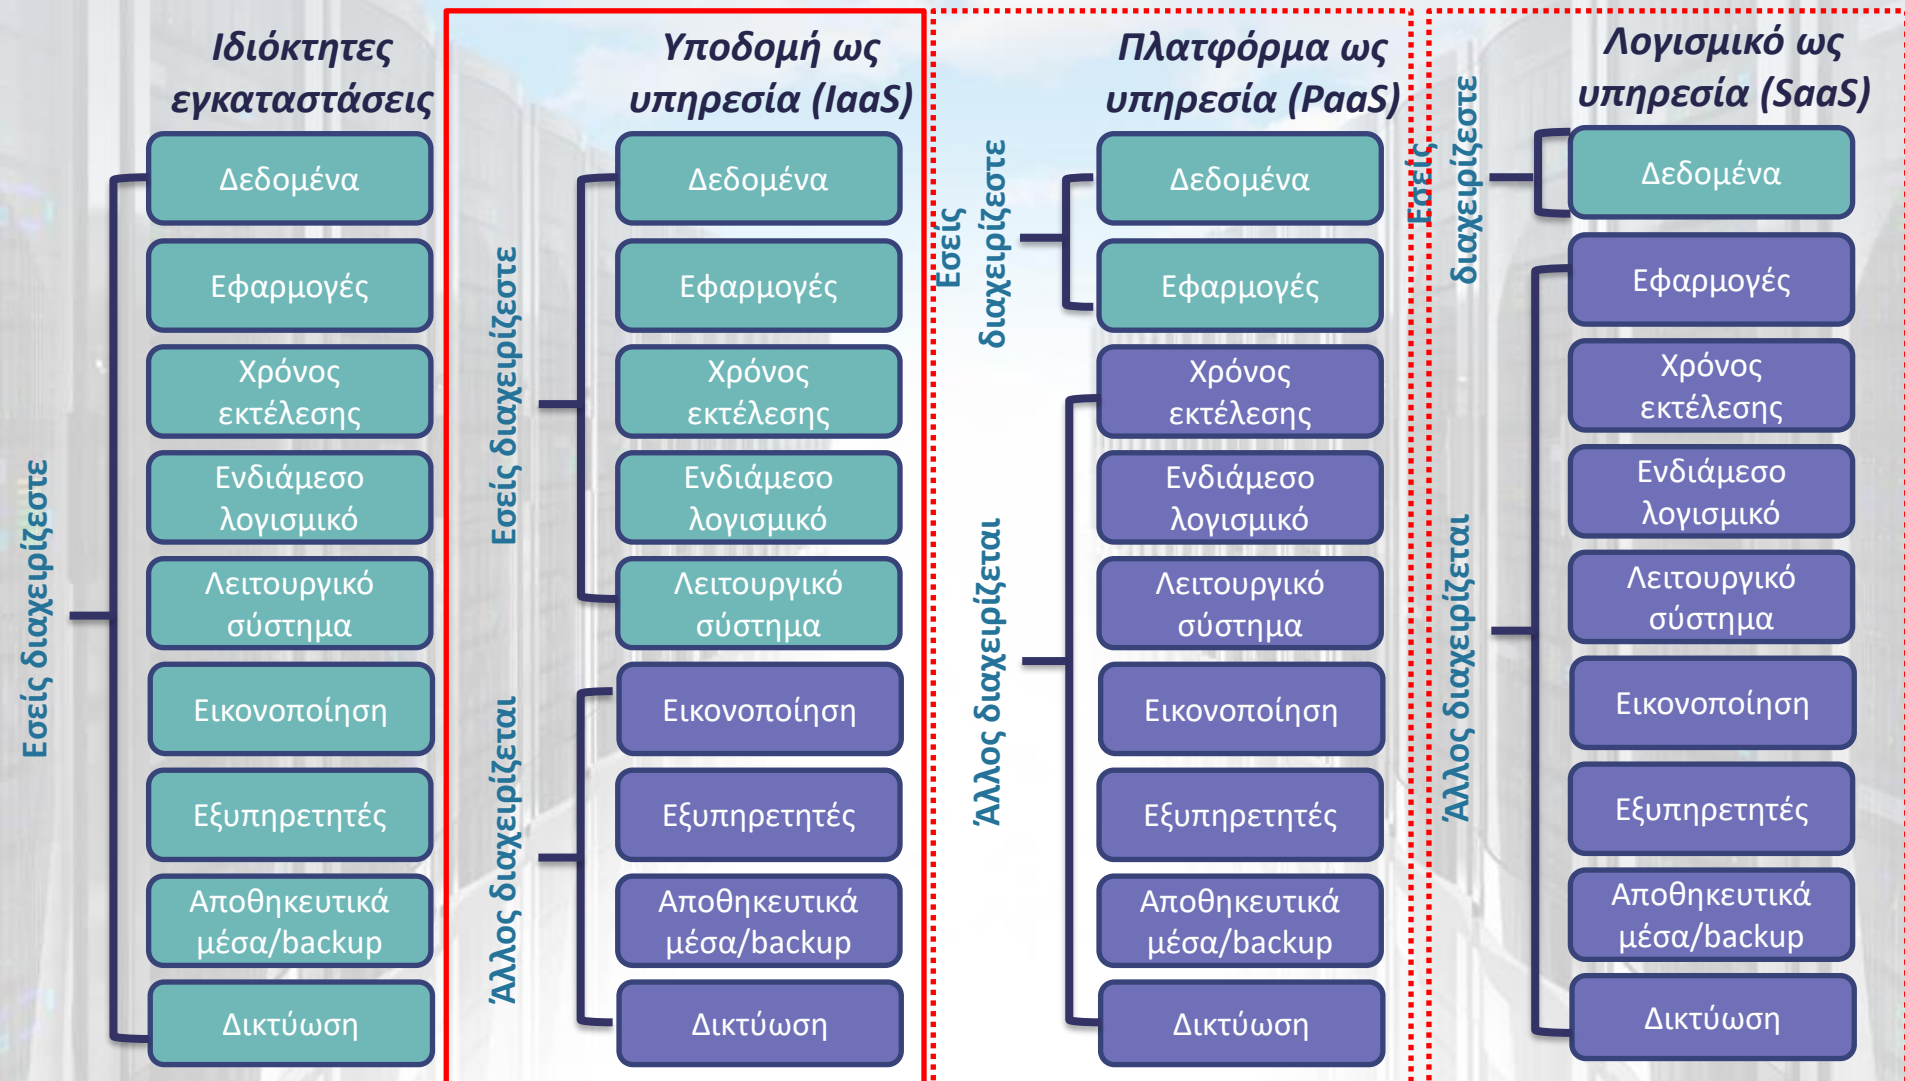 Ιδιόκτητες
εγκαταστάσεις
Εσείς διαχειρίζεστε
Δεδομένα
Εφαρμογές
Χρόνος
εκτέλεσης
Ενδιάμεσο
λογισμικό
Λειτουργικό
σύστημα
Εικονοποίηση
Εξυπηρετητές
Αποθηκευτικά
μέσα/backup
Δικτύωση
Υποδομή ως
υπηρεσία (IaaS)
Εσείς διαχειρίζεστε
Δεδομένα
Εφαρμογές
Χρόνος
εκτέλεσης
Ενδιάμεσο
λογισμικό
Λειτουργικό
σύστημα
Άλλος διαχειρίζεται
Εικονοποίηση
Εξυπηρετητές
Αποθηκευτικά
μέσα/backup
Δικτύωση
Πλατφόρμα ως
υπηρεσία (PaaS)
Εσείς
διαχειρίζεστε
Δεδομένα
Εφαρμογές
Άλλος διαχειρίζεται
Χρόνος
εκτέλεσης
Ενδιάμεσο
λογισμικό
Λειτουργικό
σύστημα
Εικονοποίηση
Εξυπηρετητές
Αποθηκευτικά
μέσα/backup
Δικτύωση
Λογισμικό ως
υπηρεσία (SaaS)
Εσείς
διαχειρίζεστε
Δεδομένα
Άλλος διαχειρίζεται
Εφαρμογές
Χρόνος
εκτέλεσης
Ενδιάμεσο
λογισμικό
Λειτουργικό
σύστημα
Εικονοποίηση
Εξυπηρετητές
Αποθηκευτικά
μέσα/backup
Δικτύωση